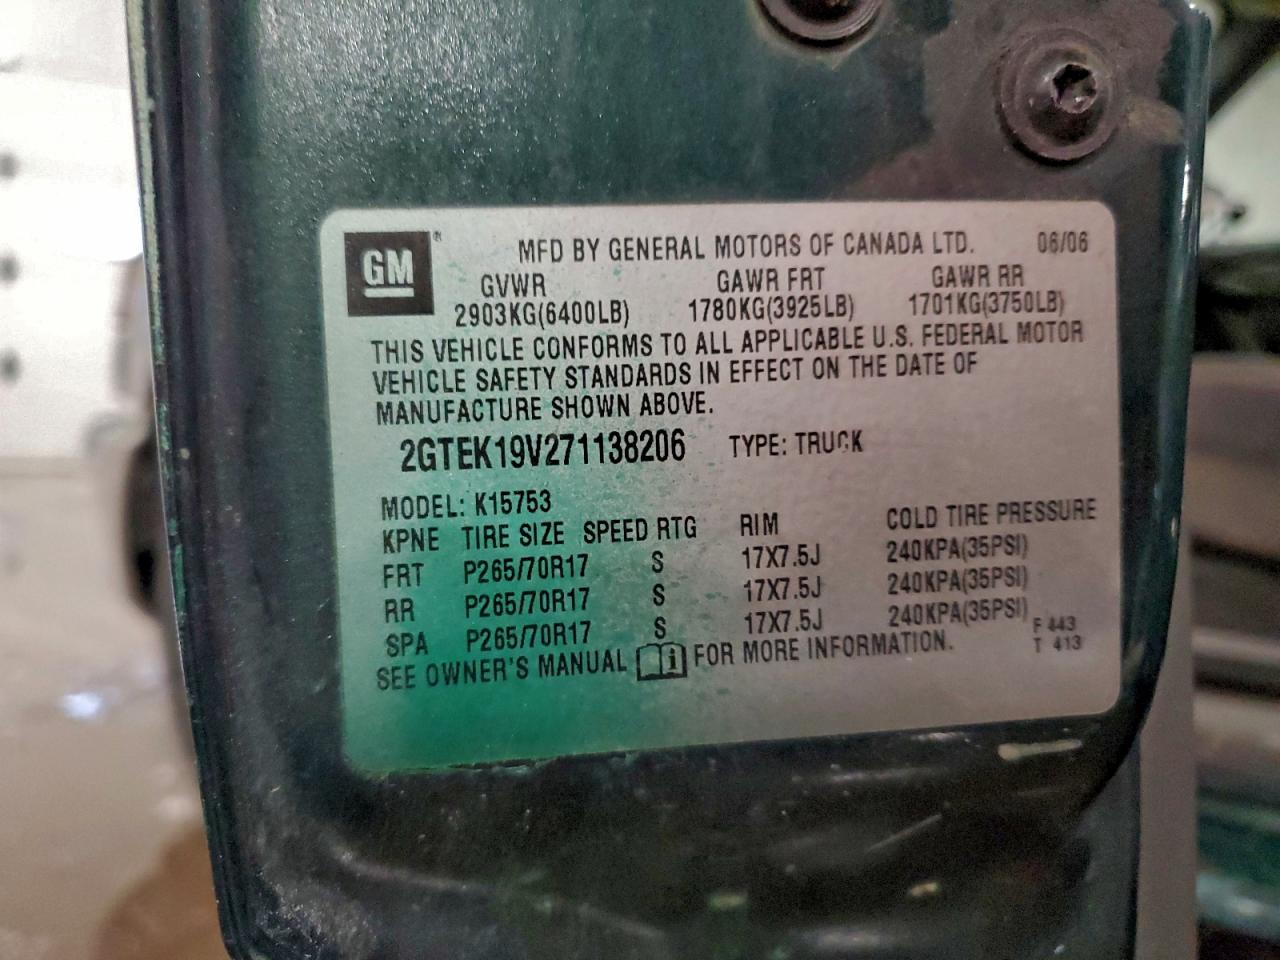 GM® MFD BY GENERAL MOTORS OF CANADA LTD. 06/06
GVWR GAWR FRT GAWR RR
2903KG(6400LB) 1780KG(3925LB) 1701KG(3750LB)
THIS VEHICLE CONFORMS TO ALL APPLICABLE U.S. FEDERAL MOTOR
VEHICLE SAFETY STANDARDS IN EFFECT ON THE DATE OF
MANUFACTURE SHOWN ABOVE.
2GTEK19V271138206 TYPE: TRUCK
MODEL: K15753
KPNE TIRE SIZE SPEED RTG RIM COLD TIRE PRESSURE
FRT P265/70R17 S 17X7.5J 240KPA(35PSI)
RR P265/70R17 S 17X7.5J 240KPA(35PSI)
SPA P265/70R17 S 17X7.5J 240KPA(35PSI) F 443
SEE OWNER'S MANUAL FOR MORE INFORMATION. T 413